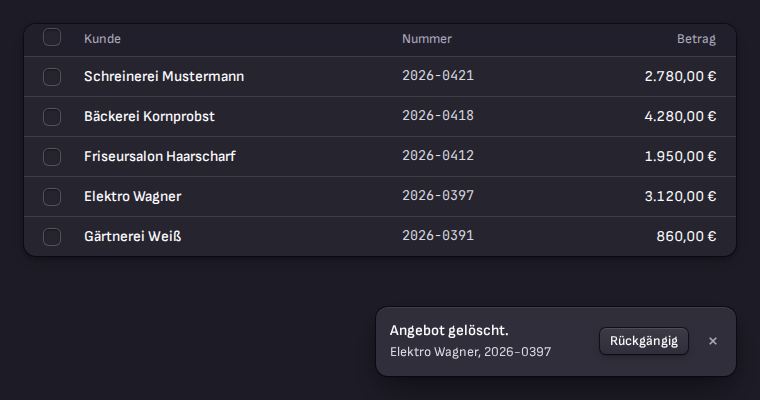 Kunde Nummer Betrag
Schreinerei Mustermann 2026-0421 2.780,00 €
Bäckerei Kornprobst 2026-0418 4.280,00 €
Friseursalon Haarscharf 2026-0412 1.950,00 €
Elektro Wagner 2026-0397 3.120,00 €
Gärtnerei Weiß 2026-0391 860,00 €
Angebot gelöscht.
Elektro Wagner, 2026-0397
Rückgängig ×